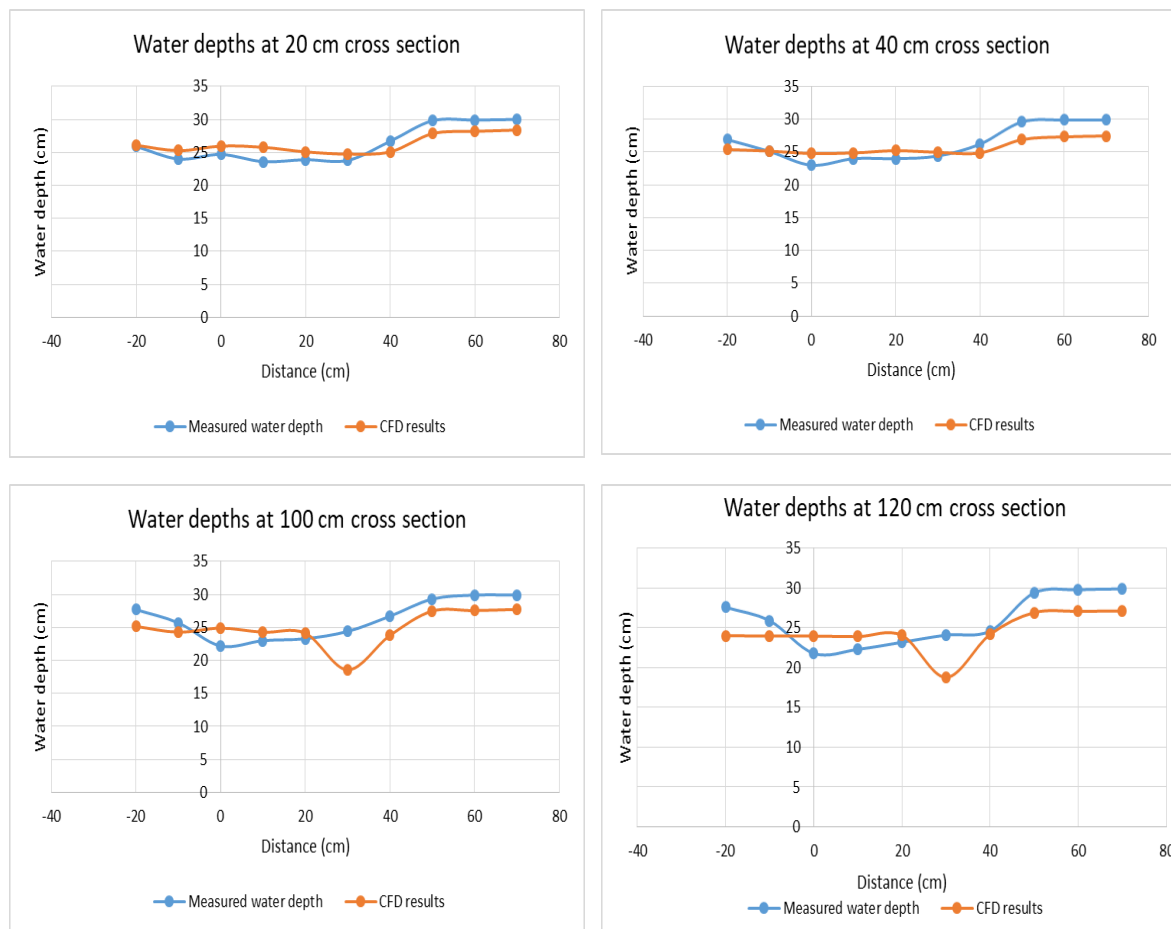 Water depths at 20 cm cross section
35
30
25
20
15
10
5
0
-40 -20 0 20 40 60 80
Water depth (cm)
Distance (cm)
Measured water depth CFD results
Water depths at 40 cm cross section
35
30
25
20
15
10
5
0
-40 -20 0 20 40 60 80
Water depth (cm)
Distance (cm)
Measured water depth CFD results
Water depths at 100 cm cross section
35
30
25
20
15
10
5
0
-40 -20 0 20 40 60 80
Water depth (cm)
Distance (cm)
Measured water depth CFD results
Water depths at 120 cm cross section
35
30
25
20
15
10
5
0
-40 -20 0 20 40 60 80
Water depth (cm)
Distance (cm)
Measured water depth CFD results